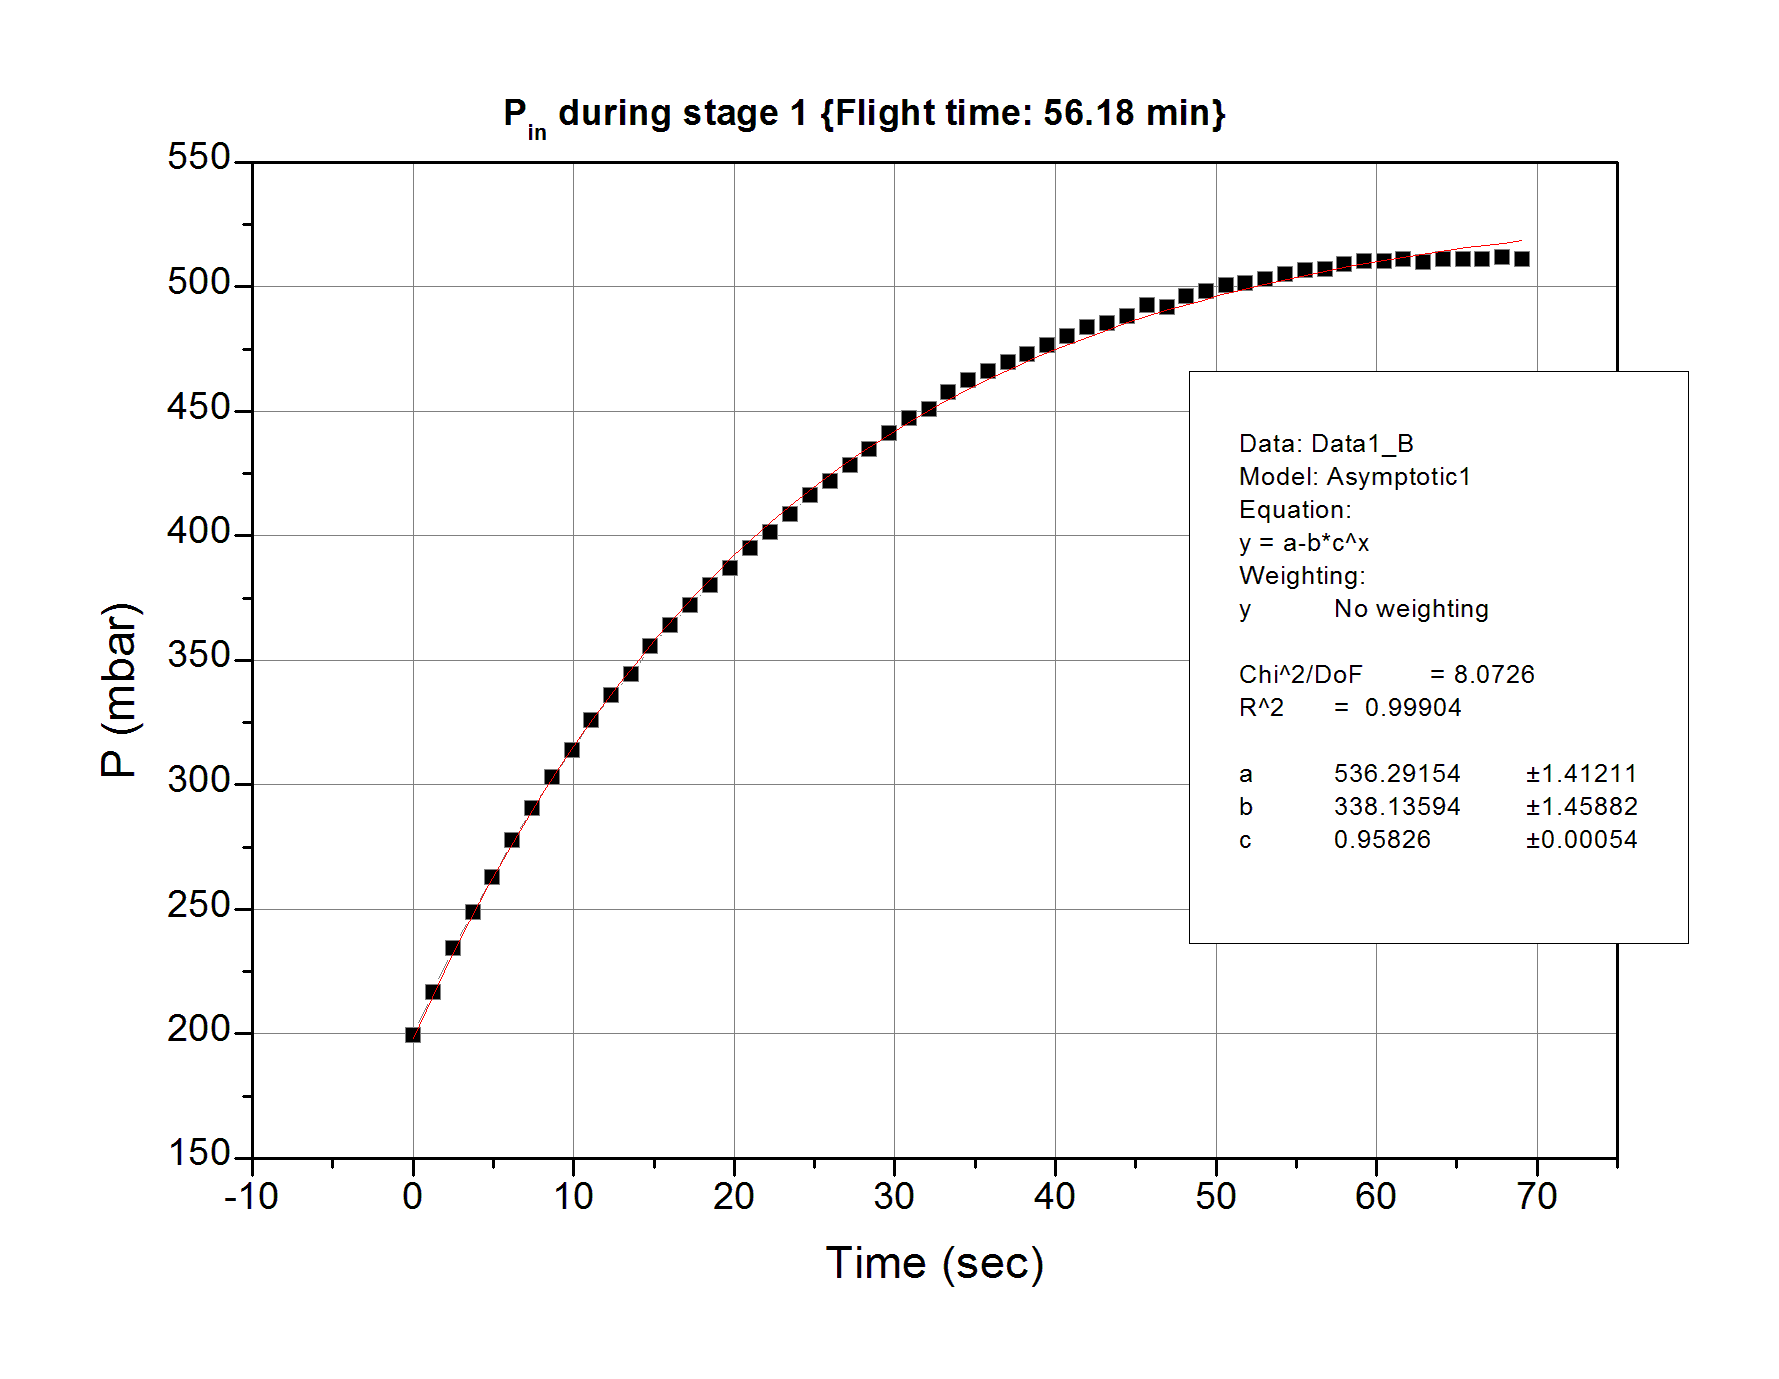 P_in during stage 1 {Flight time: 56.18 min}
550
500
450
400
350
300
250
200
150
P (mbar)
-10 0 10 20 30 40 50 60 70
Time (sec)
Data: Data1_B
Model: Asymptotic1
Equation:
y = a-b*c^x
Weighting:
y No weighting
Chi^2/DoF = 8.0726
R^2 = 0.99904
a 536.29154 ±1.41211
b 338.13594 ±1.45882
c 0.95826 ±0.00054